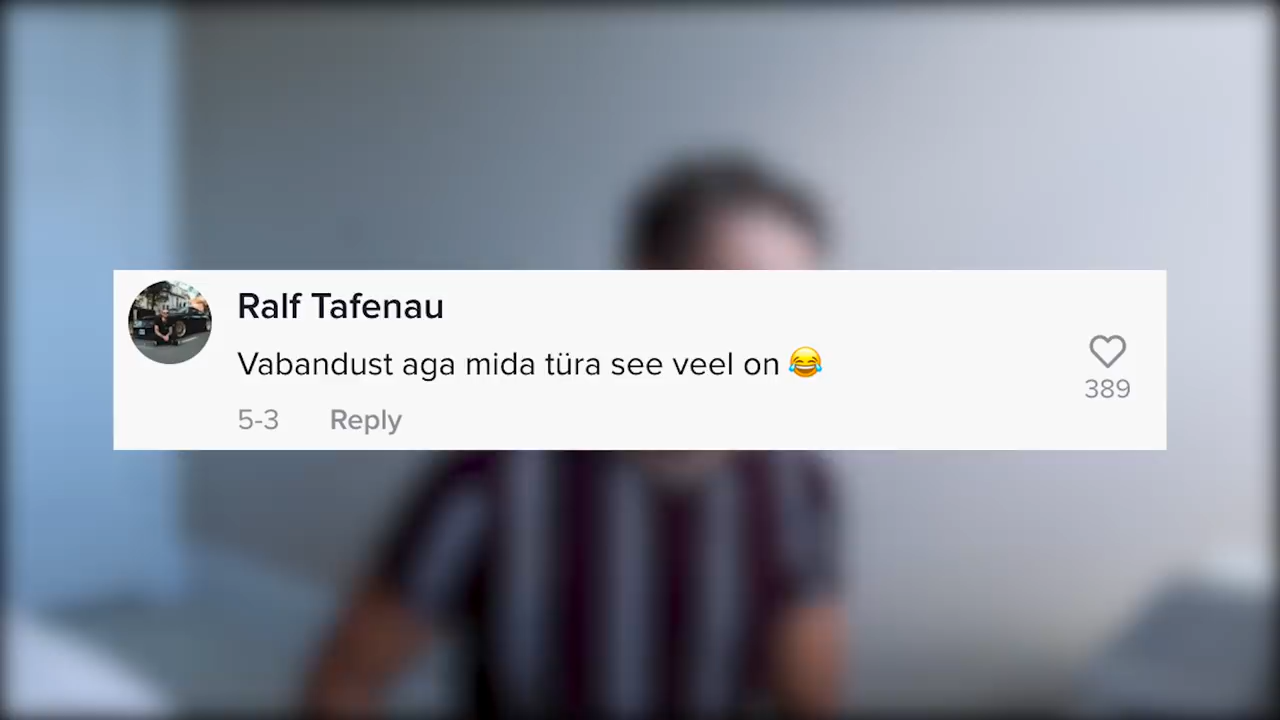 Ralf Tafenau
Vabandust aga mida türa see veel on 😂
5-3 Reply
389